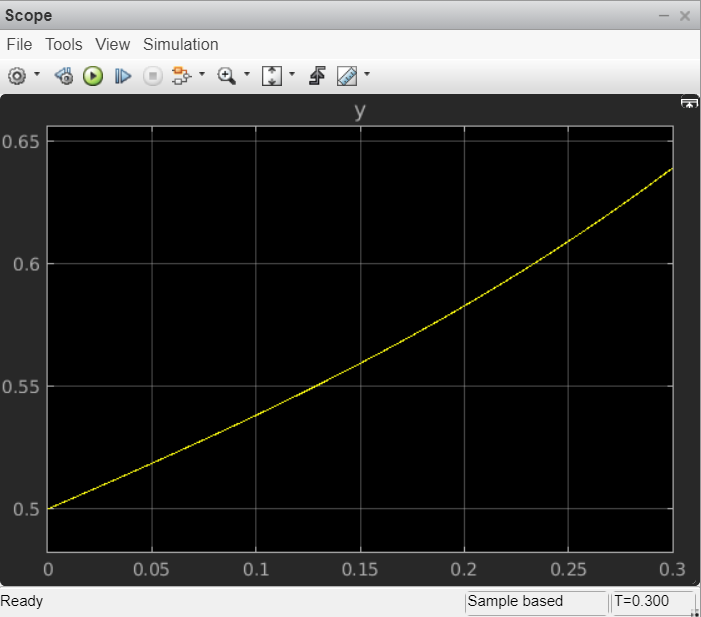 Scope
File Tools View Simulation
y
0.65
0.6
0.55
0.5
0 0.05 0.1 0.15 0.2 0.25 0.3
Ready Sample based T=0.300